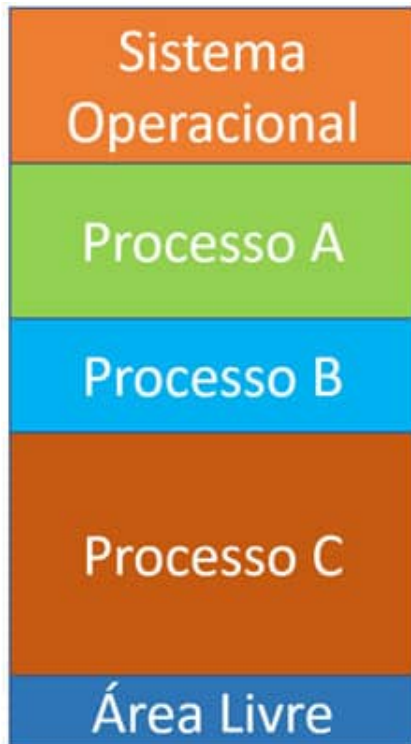 Sistema
Operacional
Processo A
Processo B
Processo C
Área Livre